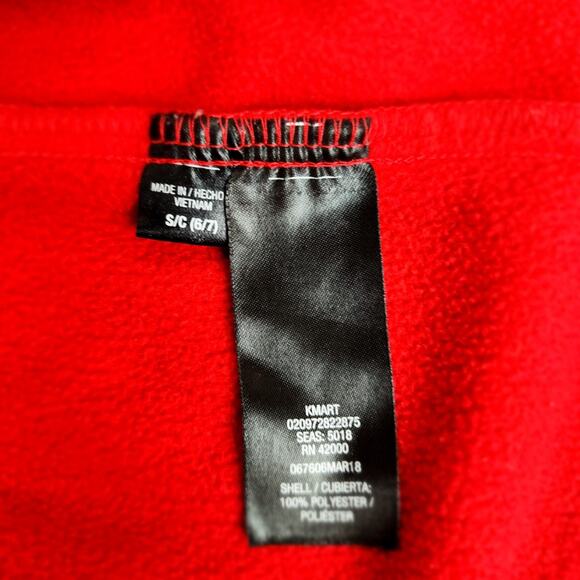 MADE IN / HECHO
VIETNAM
S/C (6/7)
KMART
020972822875
SEAS: 5018
RN 42000
067606MAR18
SHELL / CUBIERTA;
100% POLYESTER /
POLIÉSTER